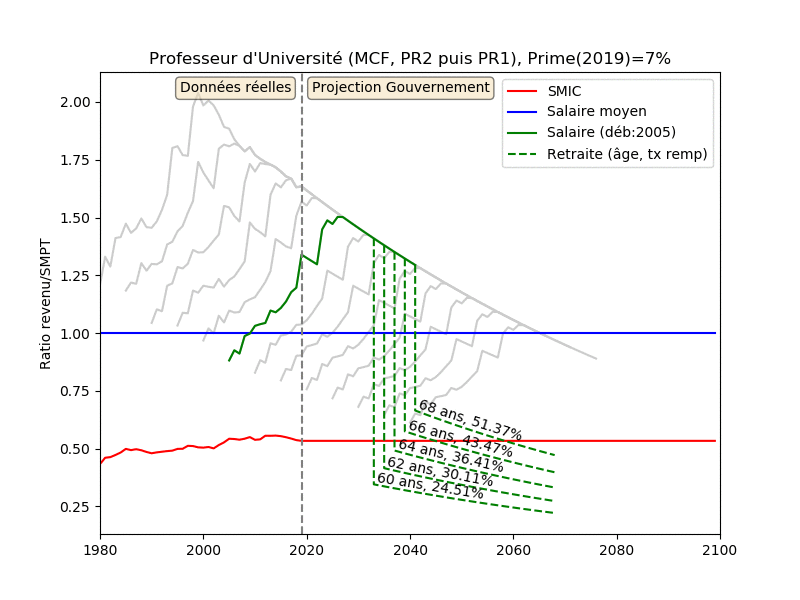 Professeur d'Université (MCF, PR2 puis PR1), Prime(2019)=7%
Données réelles
Projection Gouvernement
SMIC
Salaire moyen
Salaire (déb:2005)
Retraite (âge, tx remp)
Ratio revenu/SMPT
2.00
1.75
1.50
1.25
1.00
0.75
0.50
0.25
68 ans, 51.37%
66 ans, 43.47%
64 ans, 36.41%
62 ans, 30.11%
60 ans, 24.51%
1980
2000
2020
2040
2060
2080
2100